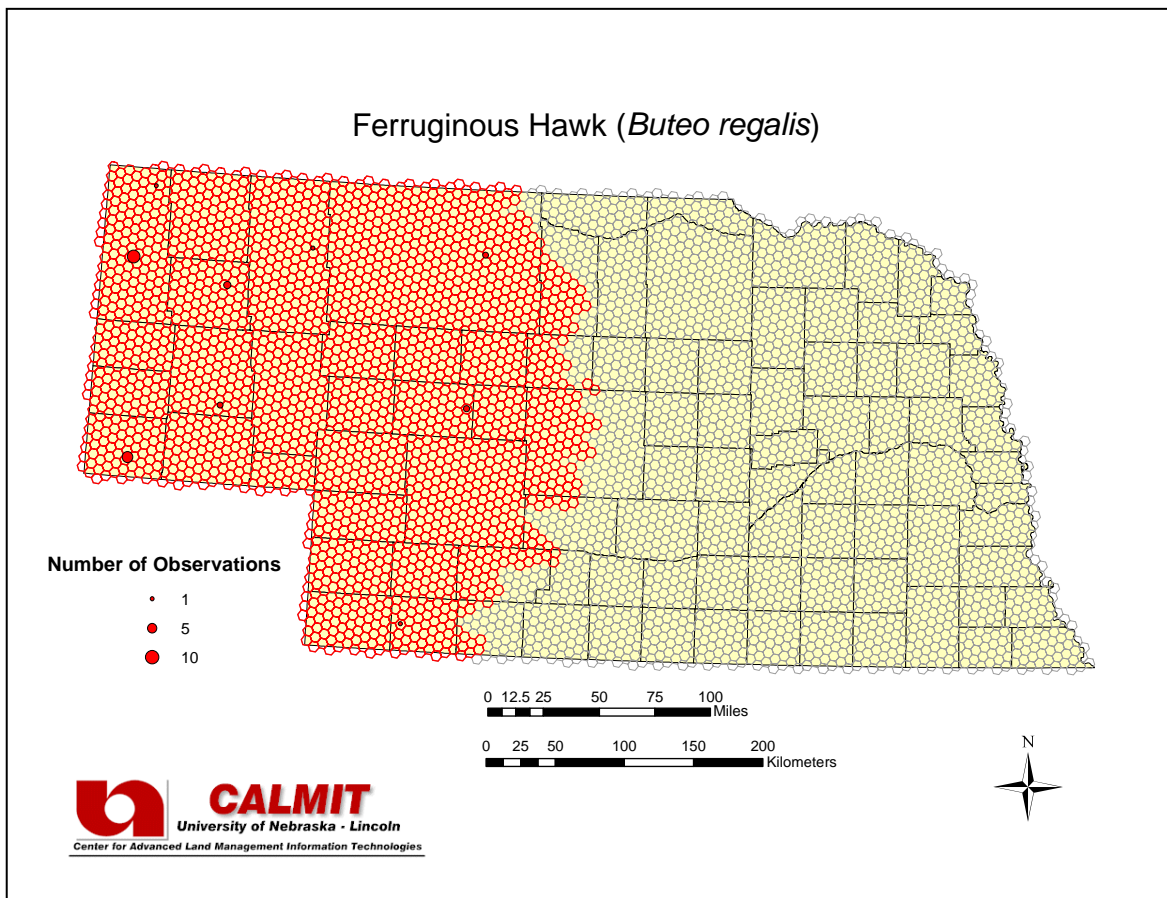 Ferruginous Hawk (Buteo regalis)
Number of Observations
1
5
10
0 12.5 25 50 75 100
Miles
0 25 50 100 150 200
Kilometers
N
CALMIT
University of Nebraska - Lincoln
Center for Advanced Land Management Information Technologies